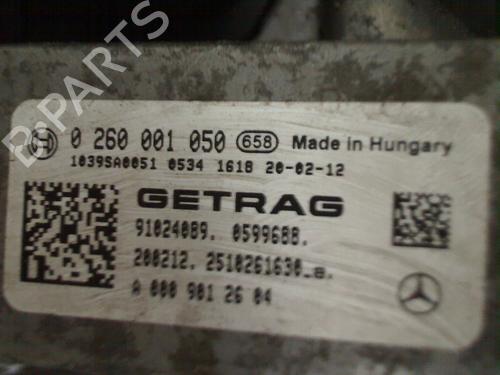 B-PARTS
0 260 001 050 658 Made in Hungary
1039SA0051 0534 1618 20-02-12
GETRAG
91024089. 0599688.
200212. 2510261630_a.
A 000 901 26 04